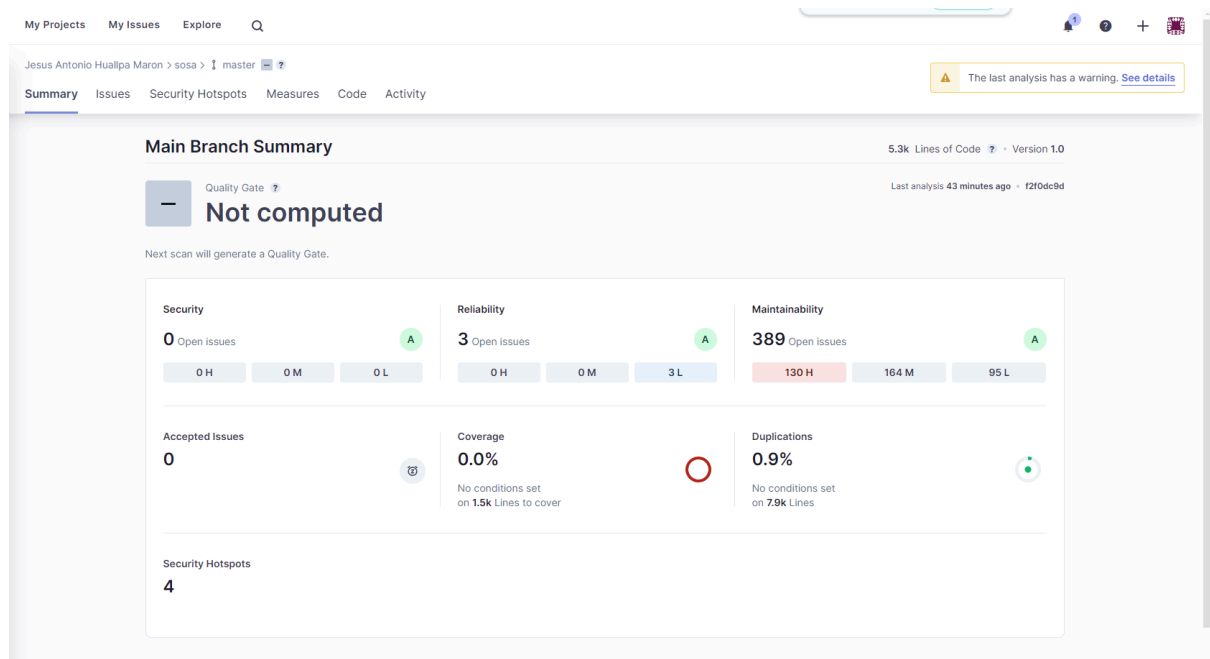 My Projects My Issues Explore
1
?
Jesus Antonio Huallpa Maron > sosa > master ?
The last analysis has a warning. See details
Summary Issues Security Hotspots Measures Code Activity
Main Branch Summary
5.3k Lines of Code ? • Version 1.0
Quality Gate ?
Last analysis 43 minutes ago • f2f0dc9d
Not computed
Next scan will generate a Quality Gate.
Security
0 Open issues
A
0 H 0 M 0 L
Reliability
3 Open issues
A
0 H 0 M 3 L
Maintainability
389 Open issues
A
130 H 164 M 95 L
Accepted Issues
0
Coverage
0.0%
No conditions set
on 1.5k Lines to cover
Duplications
0.9%
No conditions set
on 7.9k Lines
Security Hotspots
4